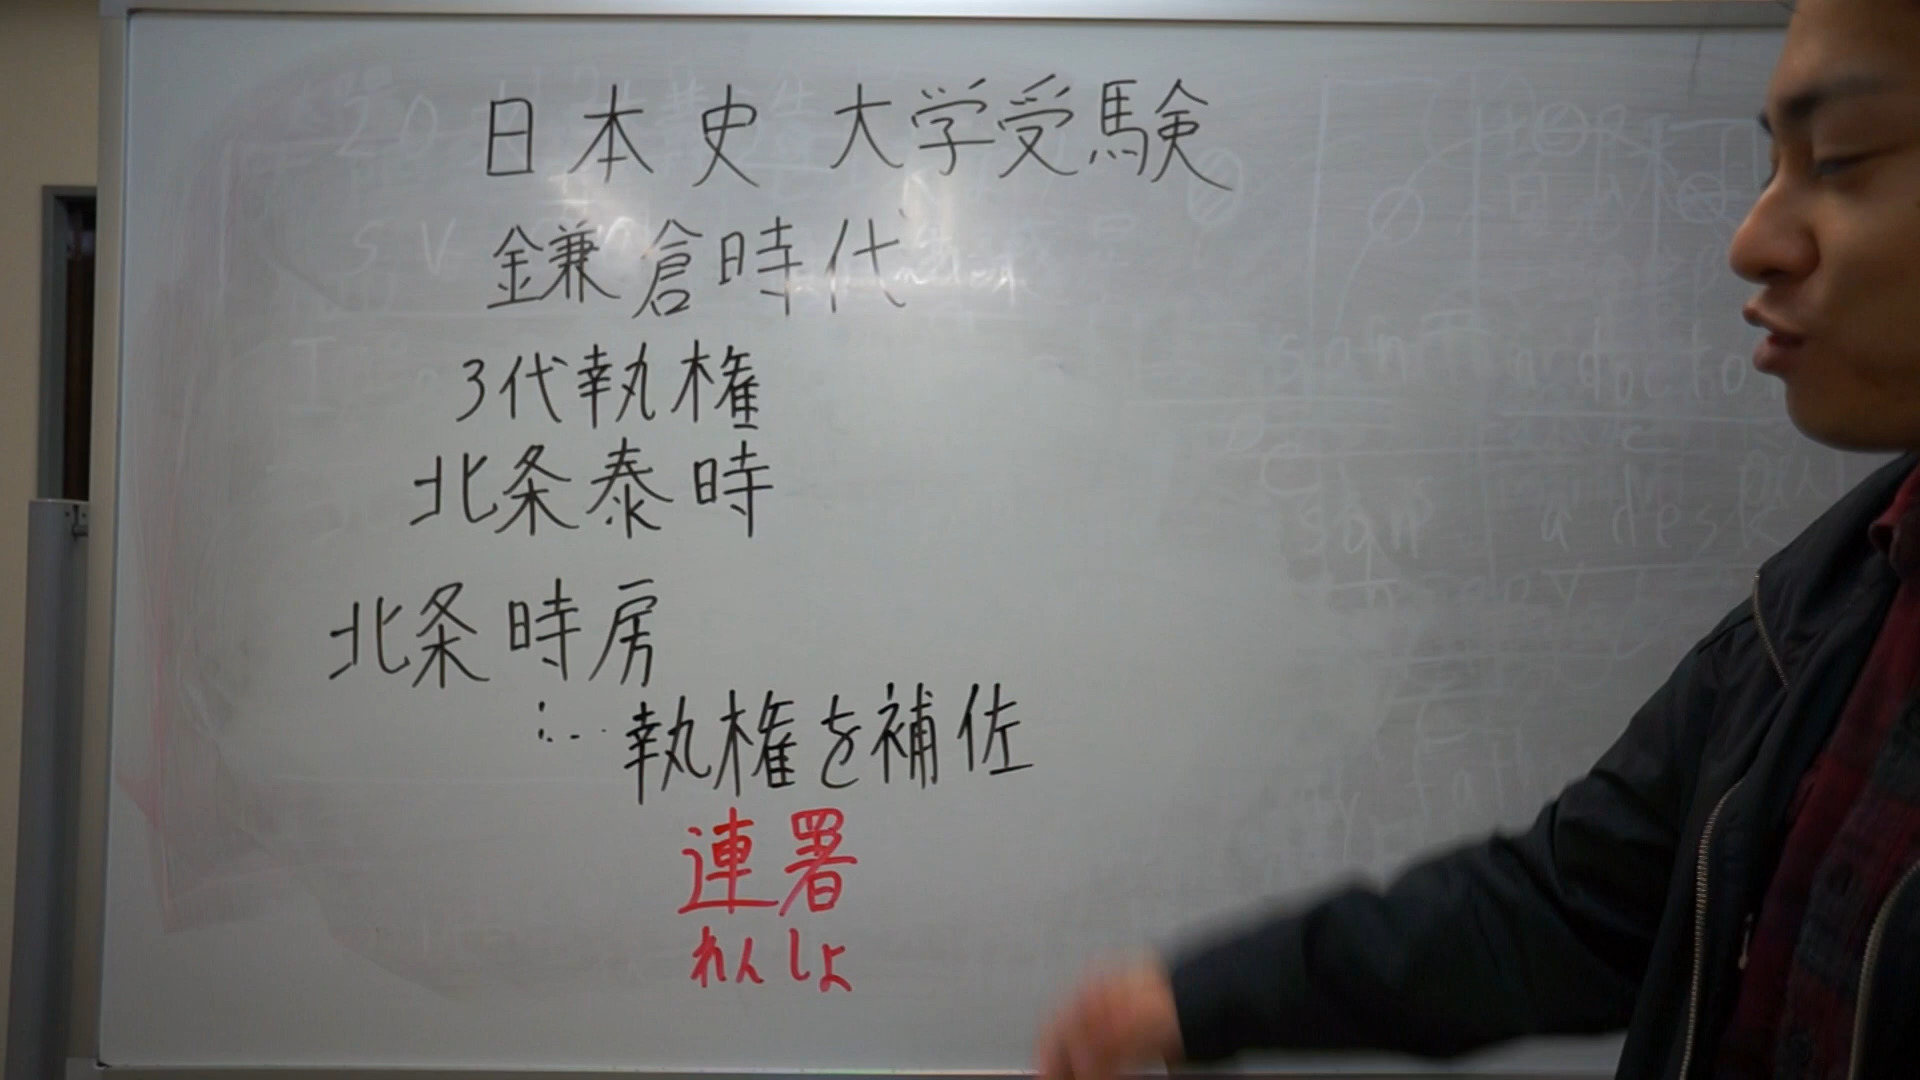 日本史 大学受験
鎌倉時代
3代執権
北条泰時
北条時房
執権を補佐
連署
れんしょ